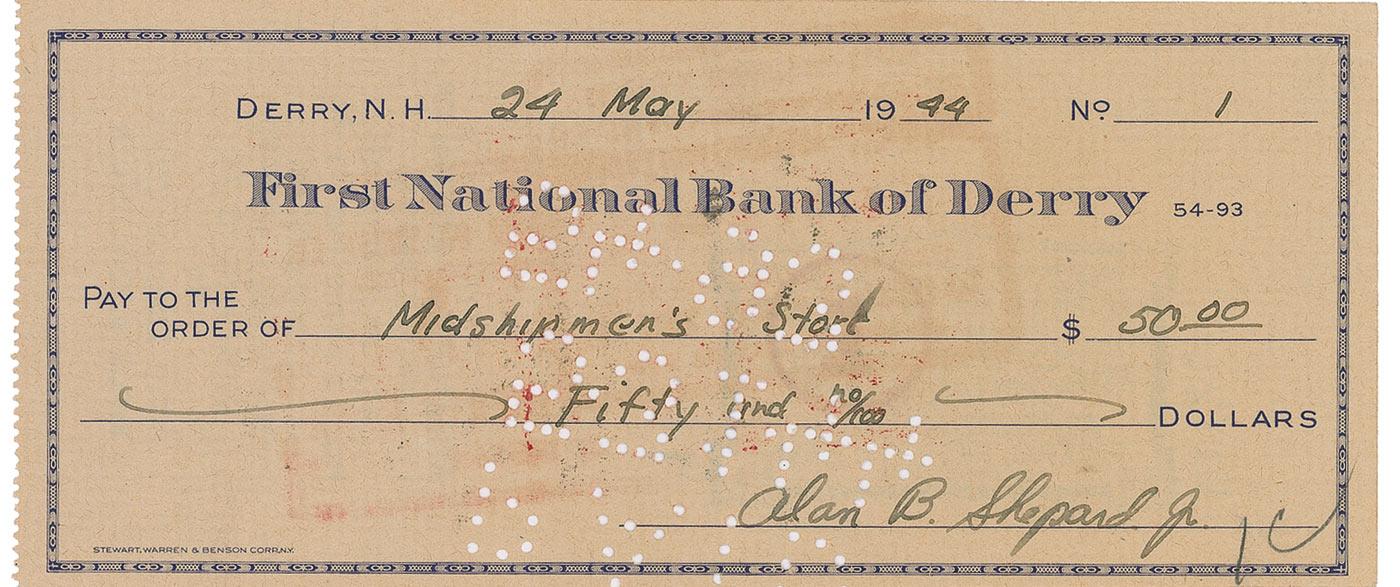 DERRY, N. H. 24 May 19 44 No. 1
First National Bank of Derry 54-93
PAY TO THE
ORDER OF Midshipmen's Store $ 50.00
Fifty and no/100 DOLLARS
Alan B. Shepard Jr.
STEWART, WARREN & BENSON CORP. N.Y.